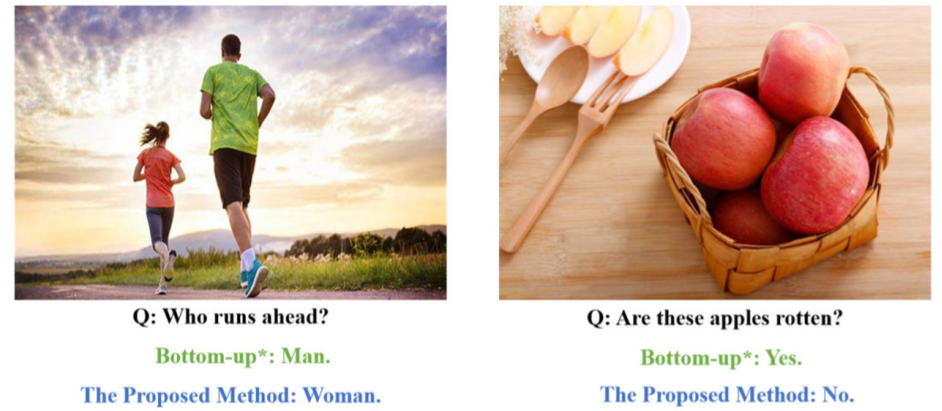 Q: Who runs ahead?
Bottom-up*: Man.
The Proposed Method: Woman.
Q: Are these apples rotten?
Bottom-up*: Yes.
The Proposed Method: No.